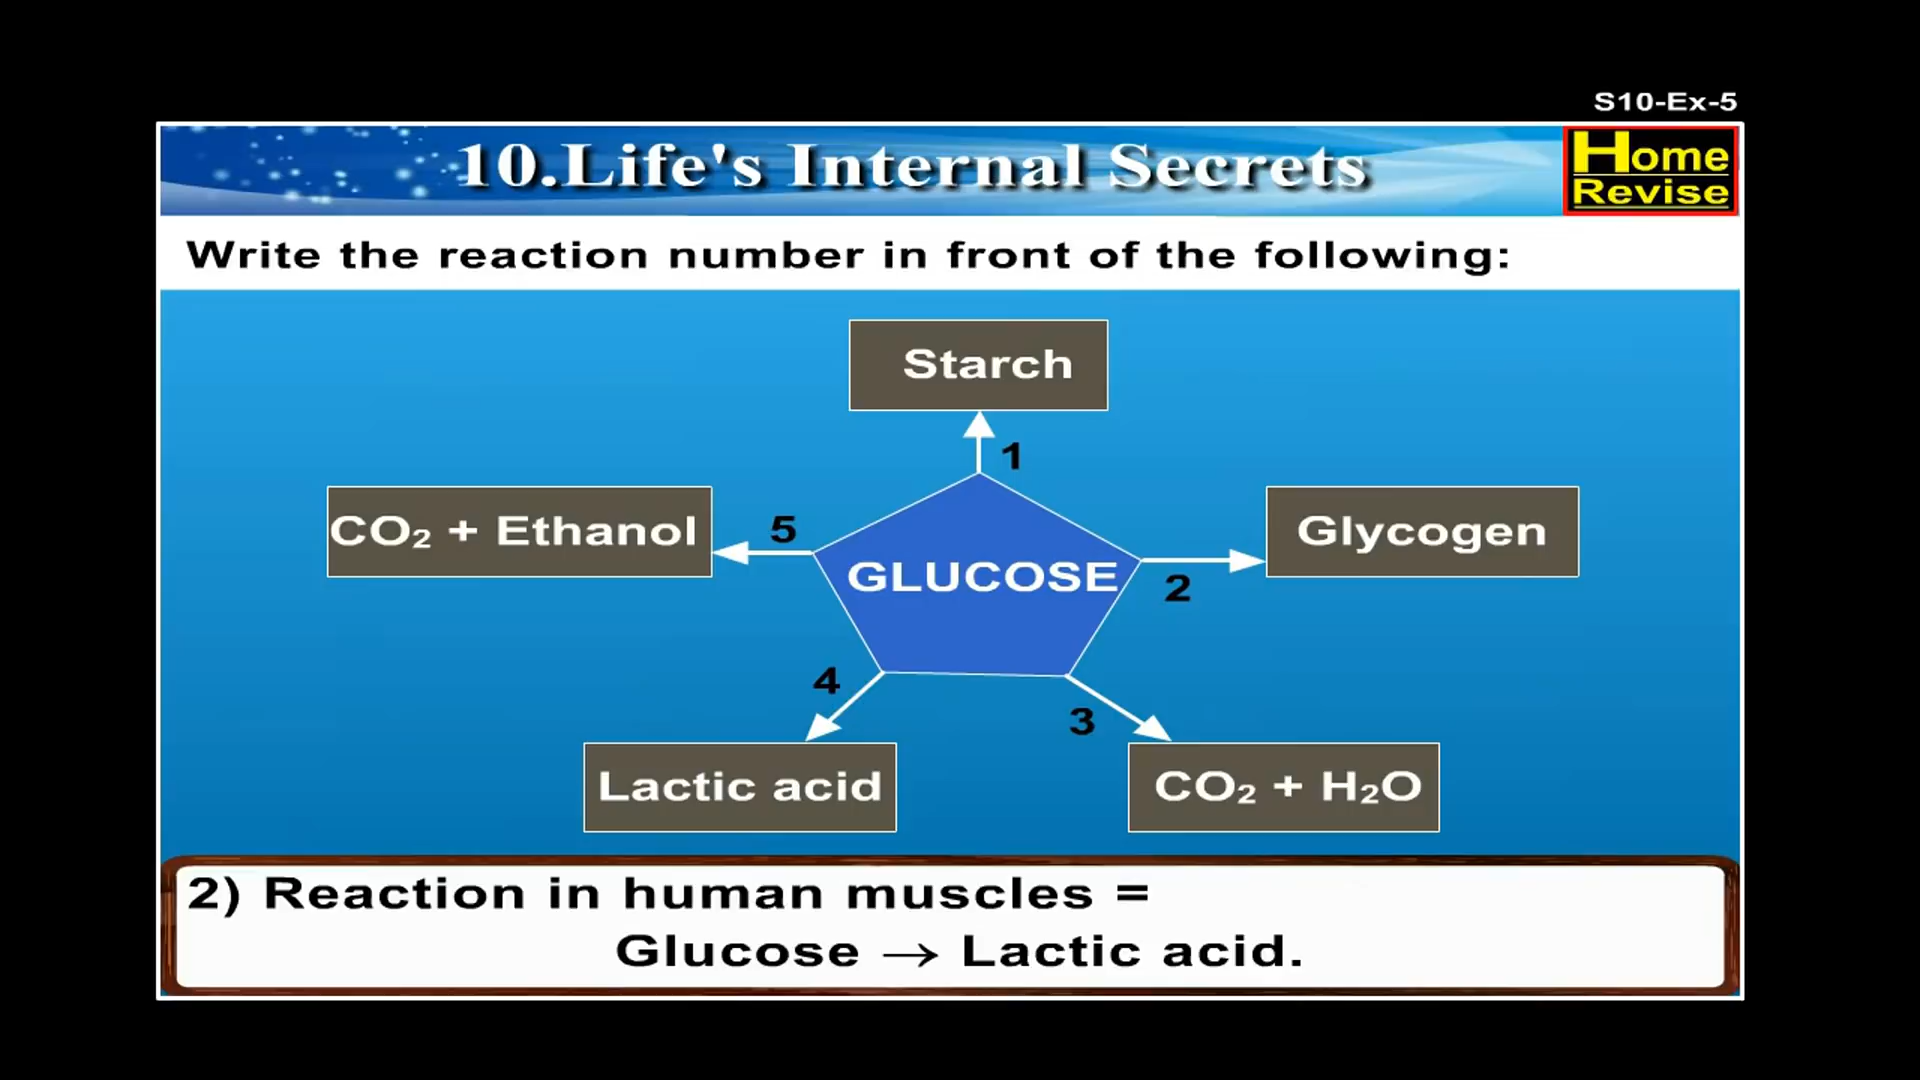 S10-Ex-5
10.Life's Internal Secrets
Home
Revise
Write the reaction number in front of the following:
Starch
1
CO₂ + Ethanol
5
GLUCOSE
Glycogen
2
4
3
Lactic acid
CO₂ + H₂O
2) Reaction in human muscles =
Glucose → Lactic acid.